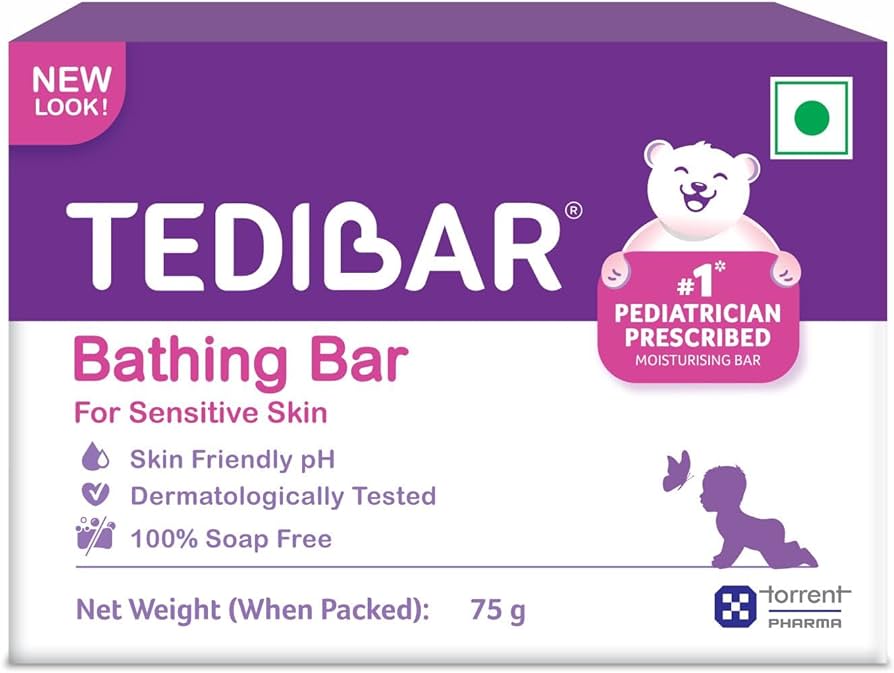 NEW
LOOK!
TEDIBAR®
#1*
PEDIATRICIAN
PRESCRIBED
MOISTURISING BAR
Bathing Bar
For Sensitive Skin
Skin Friendly pH
Dermatologically Tested
100% Soap Free
Net Weight (When Packed): 75 g
torrent
PHARMA